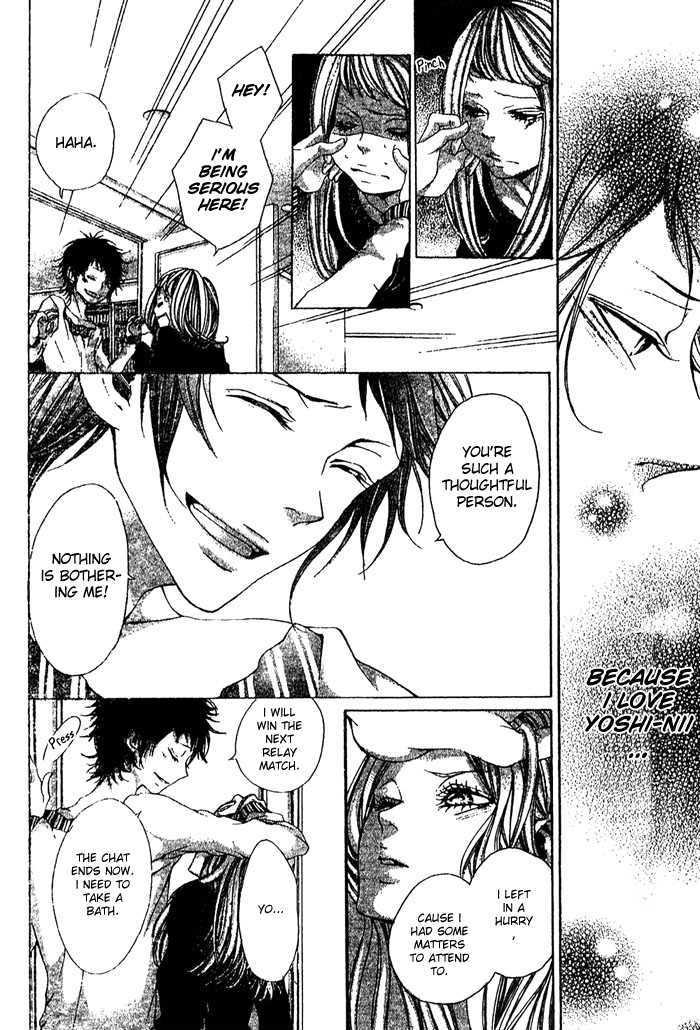 BECAUSE
I LOVE
YOSHI-NII
...
Pinch
HEY!
I'M
BEING
SERIOUS
HERE!
HAHA.
YOU'RE
SUCH A
THOUGHTFUL
PERSON.
NOTHING
IS BOTHER-
ING ME!
I LEFT
IN A
HURRY
,
CAUSE I
HAD SOME
MATTERS
TO ATTEND
TO.
I WILL
WIN THE
NEXT
RELAY
MATCH.
Press
YO...
THE CHAT
ENDS NOW.
I NEED TO
TAKE A
BATH.